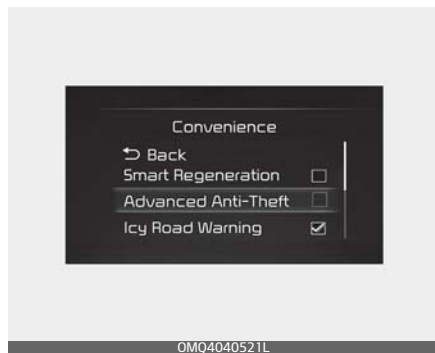 Convenience
Back
Smart Regeneration
Advanced Anti-Theft
Icy Road Warning
OMQ4040521L